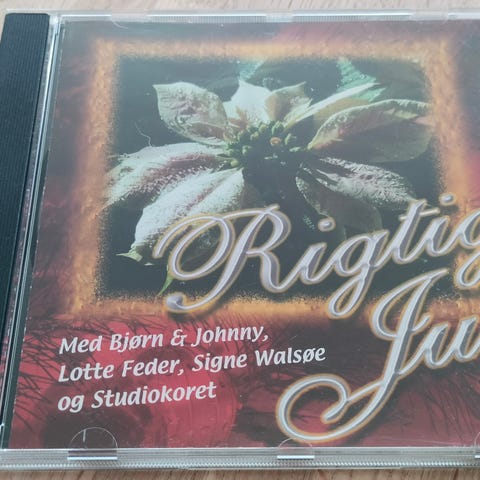 Rigtig
Ju
Med Bjørn & Johnny,
Lotte Feder, Signe Walsøe
og Studiokoret